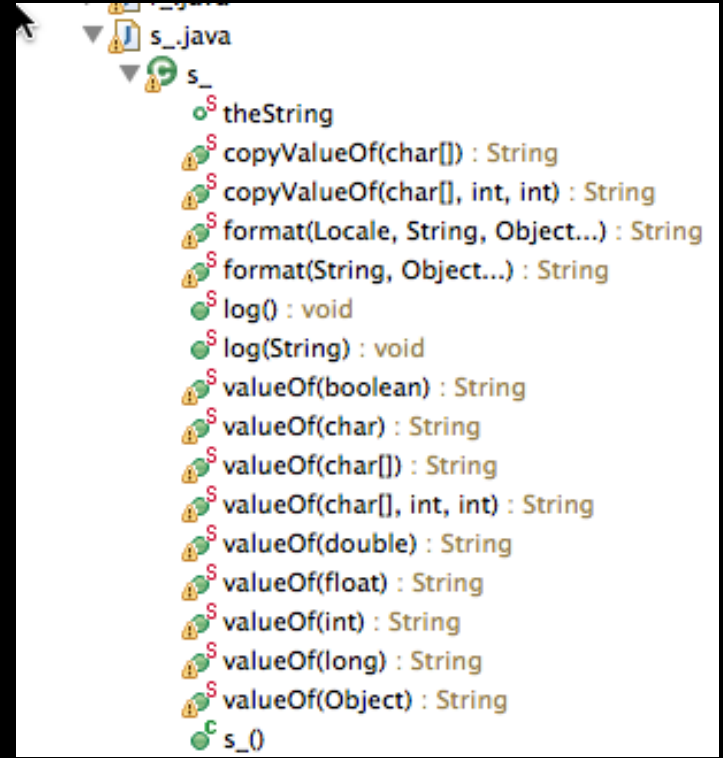 s_.java
s_
theString
copyValueOf(char[]) : String
copyValueOf(char[], int, int) : String
format(Locale, String, Object...) : String
format(String, Object...) : String
log() : void
log(String) : void
valueOf(boolean) : String
valueOf(char) : String
valueOf(char[]) : String
valueOf(char[], int, int) : String
valueOf(double) : String
valueOf(float) : String
valueOf(int) : String
valueOf(long) : String
valueOf(Object) : String
s_()